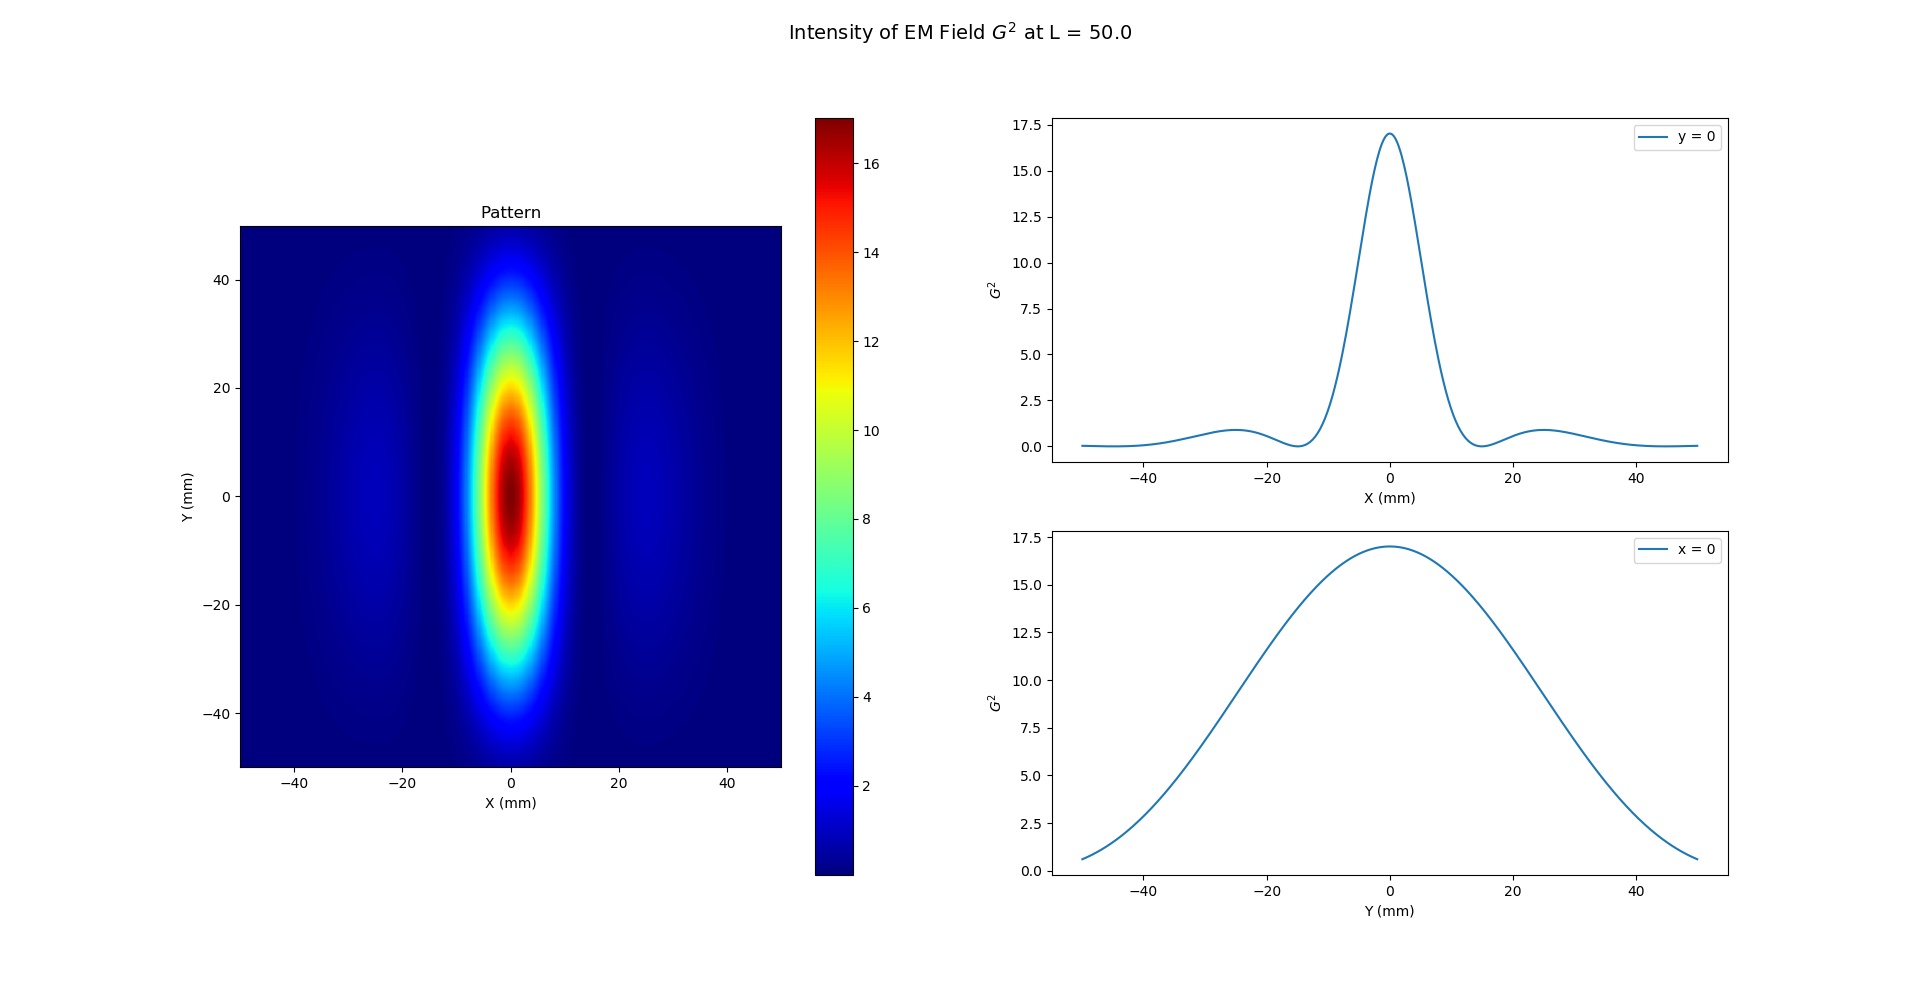 Intensity of EM Field G² at L = 50.0
Pattern
40
20
0
−20
−40
Y (mm)
−40 −20 0 20 40
X (mm)
16
14
12
10
8
6
4
2
17.5
15.0
12.5
10.0
7.5
5.0
2.5
0.0
G²
y = 0
−40 −20 0 20 40
X (mm)
17.5
15.0
12.5
10.0
7.5
5.0
2.5
0.0
G²
x = 0
−40 −20 0 20 40
Y (mm)